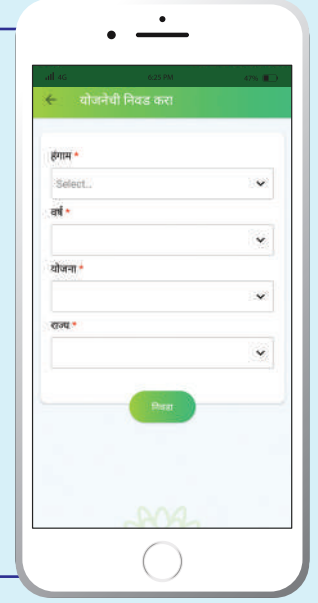 4G 6:25 PM 47%
योजनेची निवड करा
हंगाम *
Select..
वर्ष *
योजना *
राज्य *
निवडा